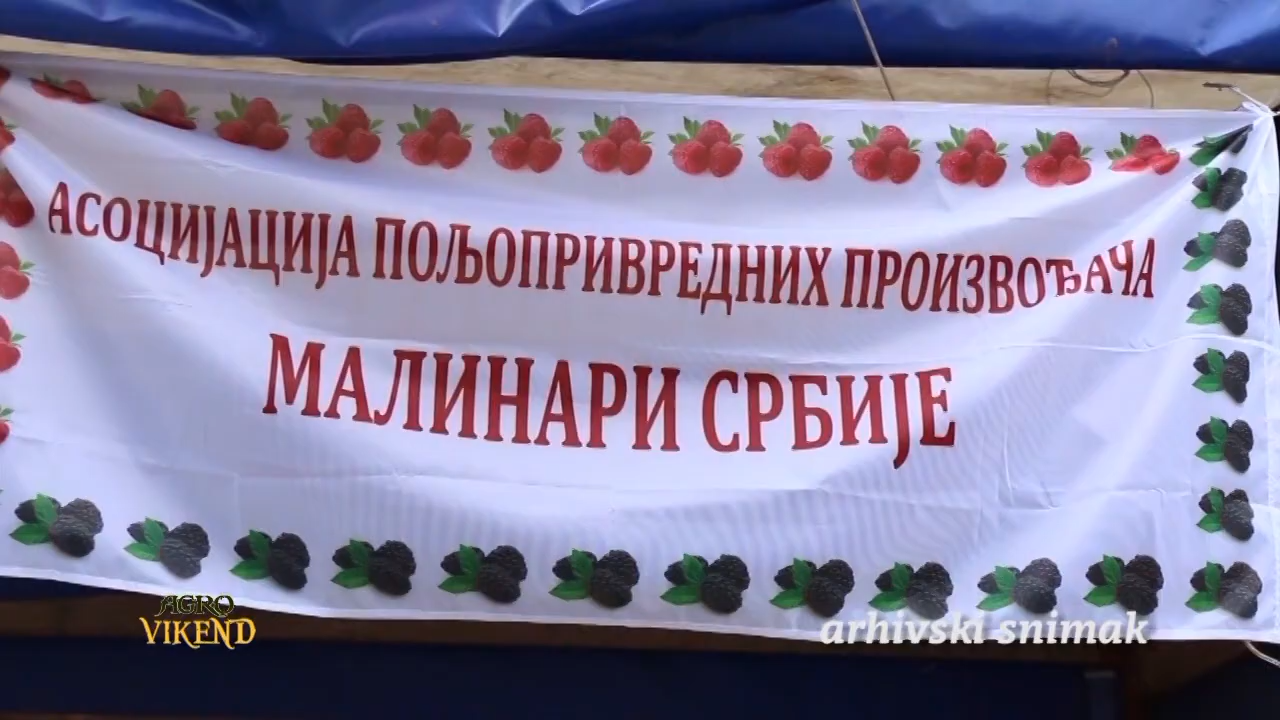 АСОЦИЈАЦИЈА ПОЉОПРИВРЕДНИХ ПРОИЗВОЂАЧА
МАЛИНАРИ СРБИЈЕ
AGRO
VIKEND
arhivski snimak